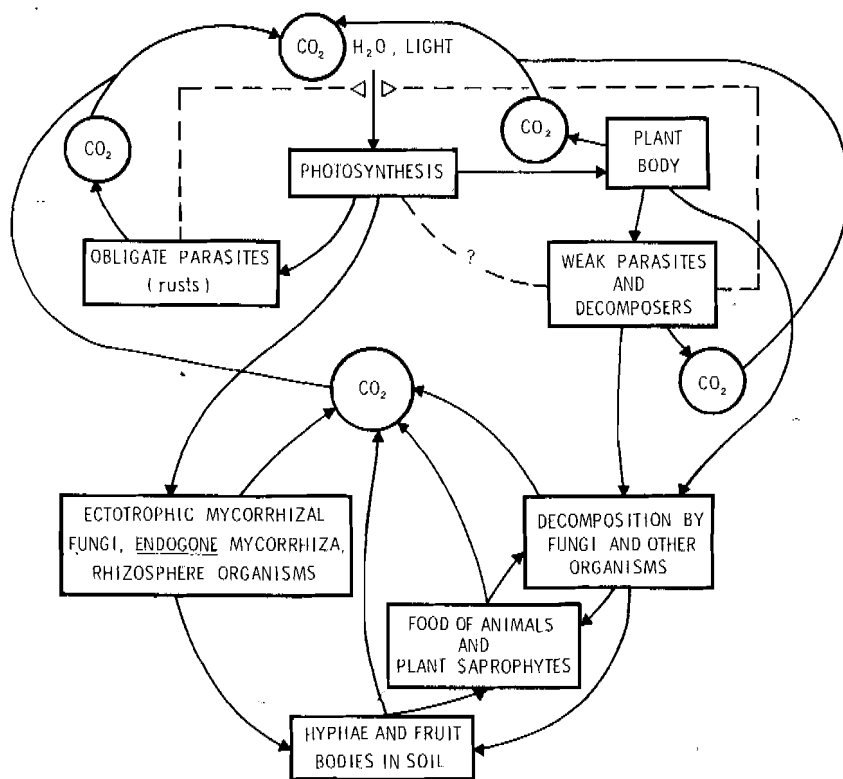 CO₂ H₂O, LIGHT
CO₂
CO₂
PLANT
BODY
PHOTOSYNTHESIS
OBLIGATE PARASITES
(rusts)
?
WEAK PARASITES
AND
DECOMPOSERS
CO₂
CO₂
ECTOTROPHIC MYCORRHIZAL
FUNGI, ENDOGONE MYCORRHIZA,
RHIZOSPHERE ORGANISMS
DECOMPOSITION BY
FUNGI AND OTHER
ORGANISMS
FOOD OF ANIMALS
AND
PLANT SAPROPHYTES
HYPHAE AND FRUIT
BODIES IN SOIL